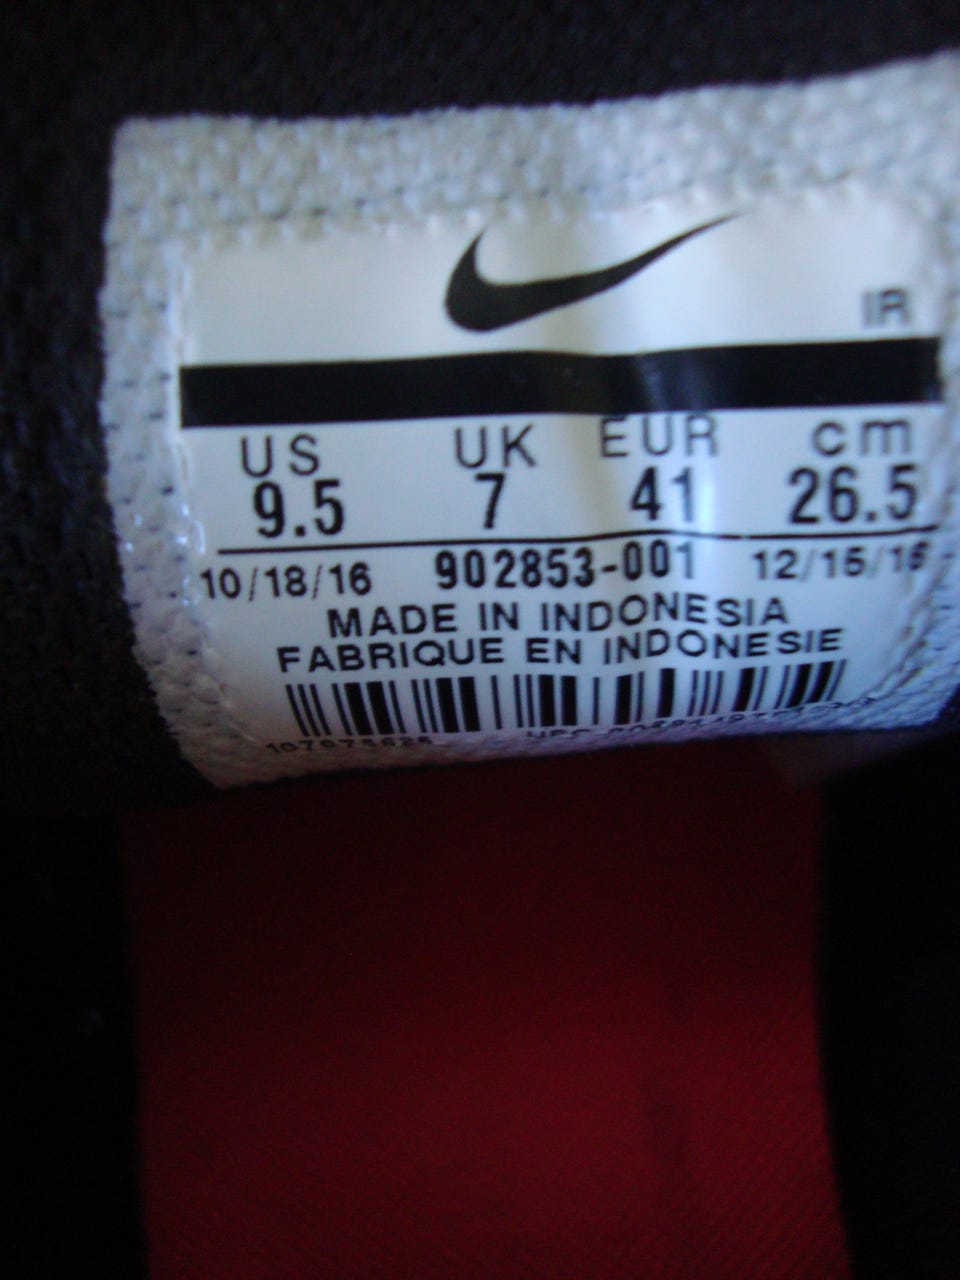 IR
US UK EUR cm
9.5 7 41 26.5
10/18/16 902853-001 12/15/16
MADE IN INDONESIA
FABRIQUE EN INDONESIE